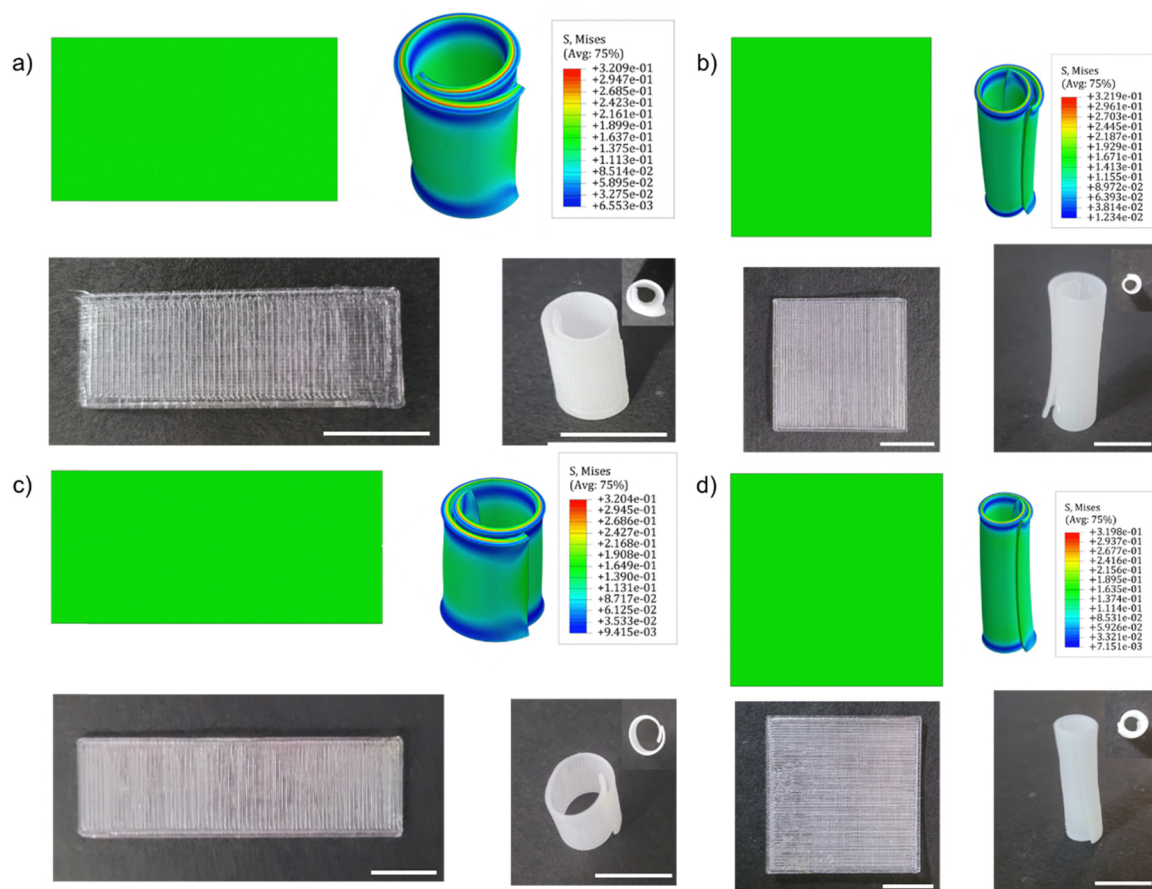 a)
S, Mises
(Avg: 75%)
+3.209e-01
+2.947e-01
+2.685e-01
+2.423e-01
+2.161e-01
+1.899e-01
+1.637e-01
+1.375e-01
+1.113e-01
+8.514e-02
+5.895e-02
+3.275e-02
+6.553e-03
b)
S, Mises
(Avg: 75%)
+3.219e-01
+2.961e-01
+2.703e-01
+2.445e-01
+2.187e-01
+1.929e-01
+1.671e-01
+1.413e-01
+1.155e-01
+8.972e-02
+6.393e-02
+3.814e-02
+1.234e-02
c)
S, Mises
(Avg: 75%)
+3.204e-01
+2.945e-01
+2.686e-01
+2.427e-01
+2.168e-01
+1.908e-01
+1.649e-01
+1.390e-01
+1.131e-01
+8.717e-02
+6.125e-02
+3.533e-02
+9.415e-03
d)
S, Mises
(Avg: 75%)
+3.198e-01
+2.937e-01
+2.677e-01
+2.416e-01
+2.156e-01
+1.895e-01
+1.635e-01
+1.374e-01
+1.114e-01
+8.531e-02
+5.926e-02
+3.321e-02
+7.151e-03